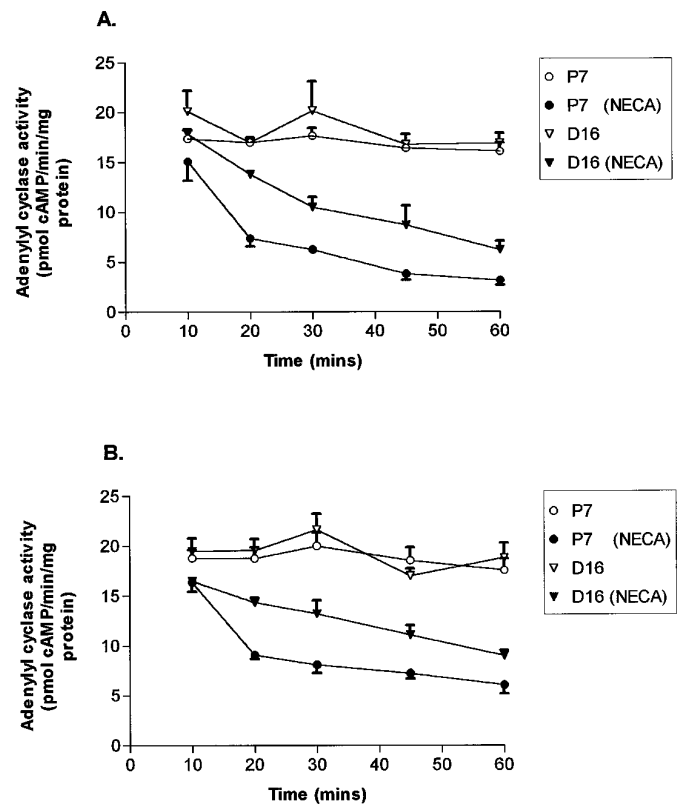 A.
Adenylyl cyclase activity
(pmol cAMP/min/mg
protein)
25
20
15
10
5
0
0 10 20 30 40 50 60
Time (mins)
P7
P7 (NECA)
D16
D16 (NECA)
B.
Adenylyl cyclase activity
(pmol cAMP/min/mg
protein)
25
20
15
10
5
0
0 10 20 30 40 50 60
Time (mins)
P7
P7 (NECA)
D16
D16 (NECA)